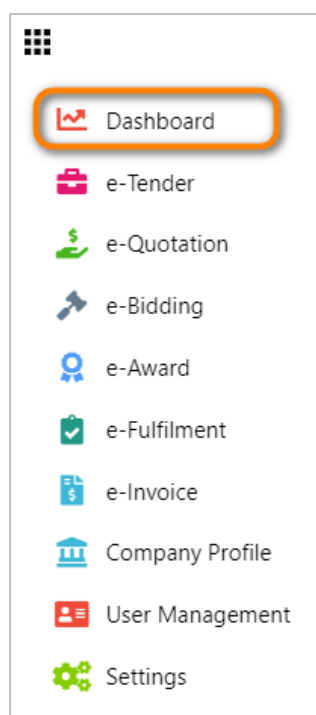 Dashboard
e-Tender
e-Quotation
e-Bidding
e-Award
e-Fulfilment
e-Invoice
Company Profile
User Management
Settings